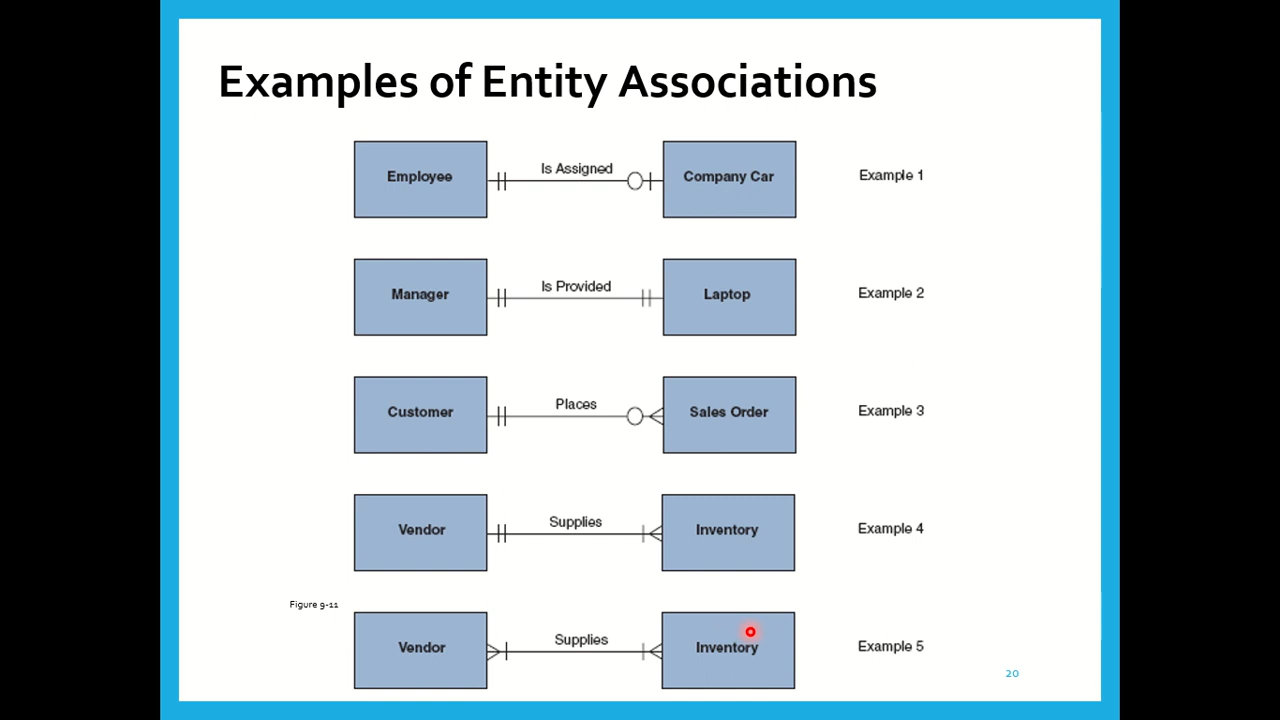 Examples of Entity Associations
Employee Is Assigned Company Car Example 1
Manager Is Provided Laptop Example 2
Customer Places Sales Order Example 3
Vendor Supplies Inventory Example 4
Figure 9-11
Vendor Supplies Inventory Example 5
20